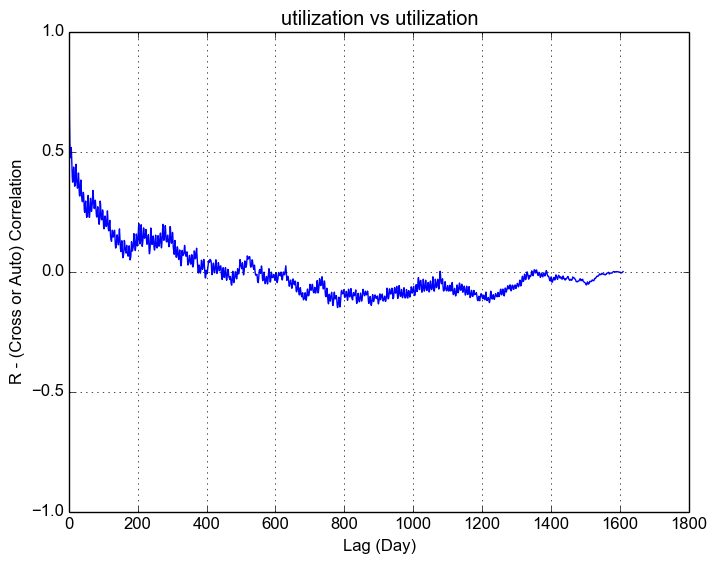 utilization vs utilization
1.0
0.5
0.0
−0.5
−1.0
R - (Cross or Auto) Correlation
0 200 400 600 800 1000 1200 1400 1600 1800
Lag (Day)